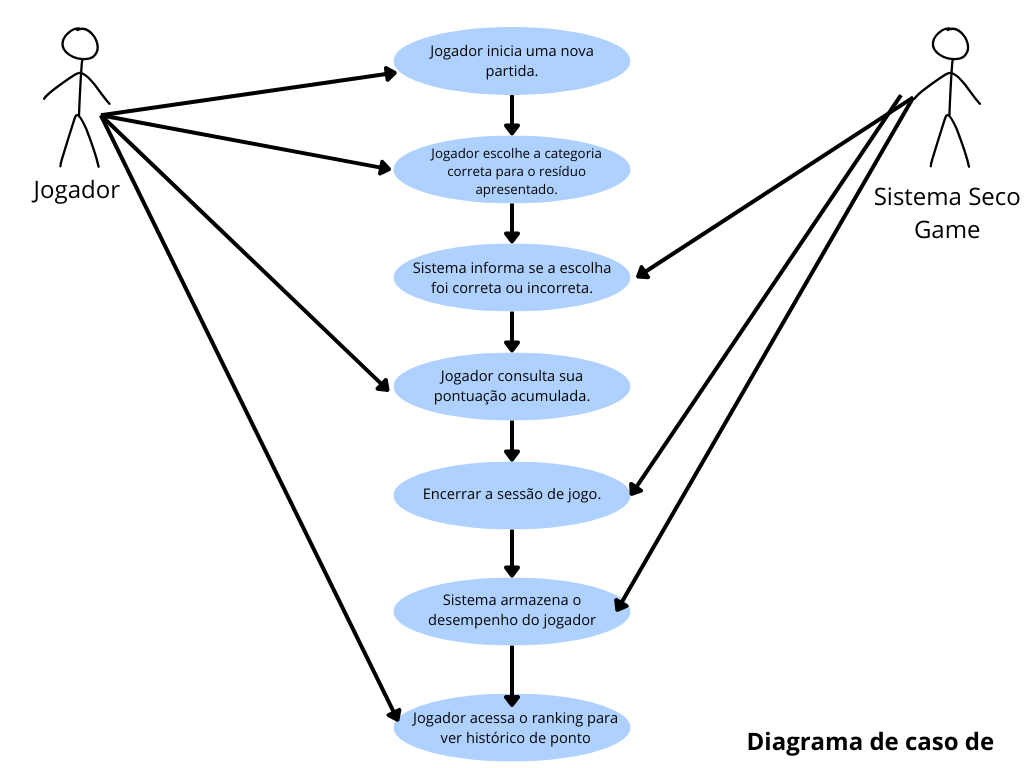 Jogador inicia uma nova
partida.
Jogador escolhe a categoria
correta para o resíduo
apresentado.
Jogador
Sistema Seco
Game
Sistema informa se a escolha
foi correta ou incorreta.
Jogador consulta sua
pontuação acumulada.
Encerrar a sessão de jogo.
Sistema armazena o
desempenho do jogador
Jogador acessa o ranking para
ver histórico de ponto
Diagrama de caso de